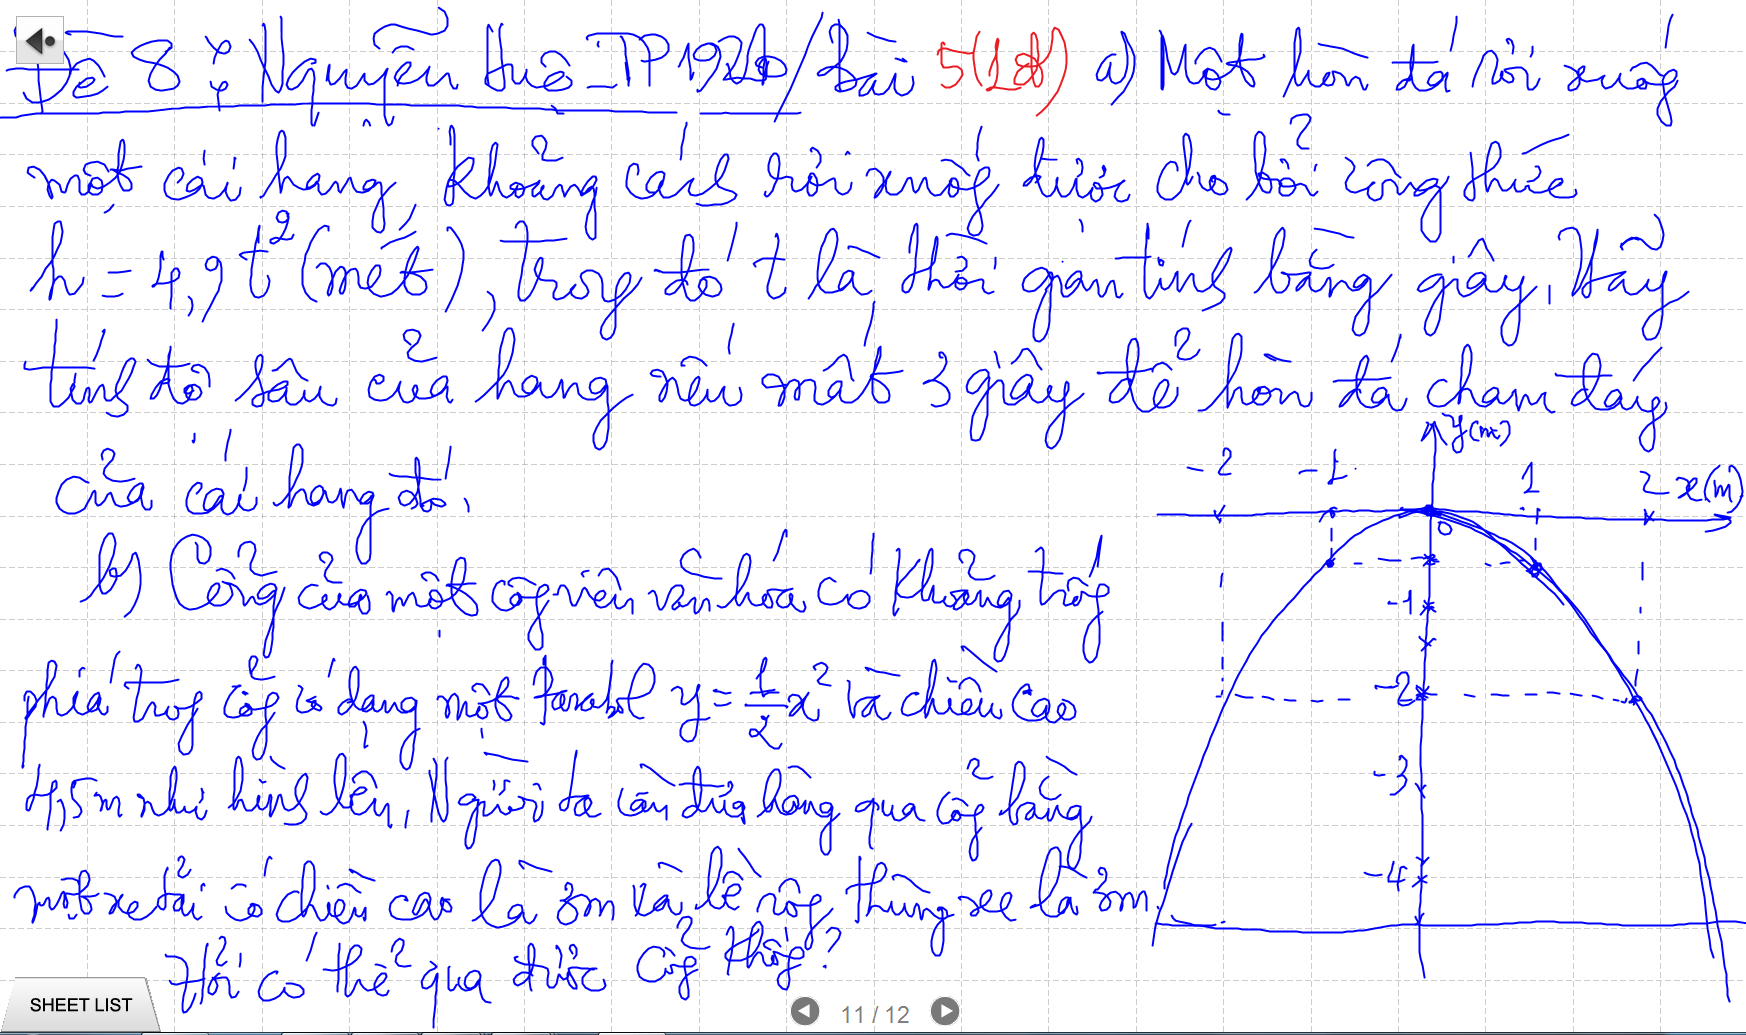 Đề 8: Nguyễn Huệ_TP 1920/Bài 5(1đ) a) Một hòn đá rơi xuống
một cái hang, khoảng cách rơi xuống được cho bởi công thức
h = 4,9t² (mét), trong đó t là thời gian tính bằng giây. Hãy
tính độ sâu của hang nếu mất 3 giây để hòn đá chạm đáy
của cái hang đó.
b) Cổng của một công viên văn hóa có khoảng trống
phía trong cổng có dạng một parabol y = 1/2 x² và chiều cao
4,5m như hình bên. Người ta cần đưa hàng qua cổng bằng
một xe tải có chiều cao là 3m và bề rộng thùng xe là 3m.
Hỏi có thể qua được cổng không?
y(m)
-2 -1 1 2 x(m)
0
-1
-2
-3
-4
SHEET LIST
11 / 12